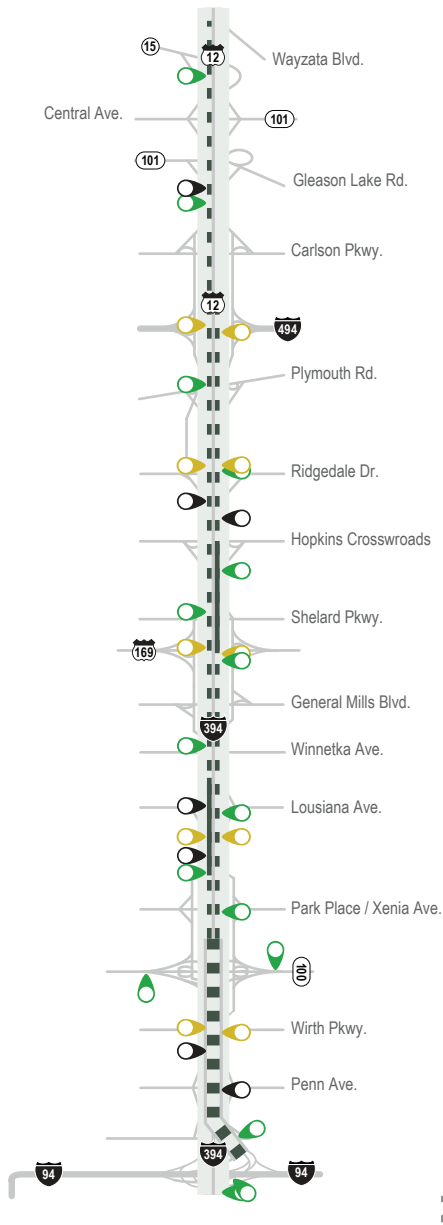 15
12
Wayzata Blvd.
Central Ave.
101
101
Gleason Lake Rd.
Carlson Pkwy.
12
494
Plymouth Rd.
Ridgedale Dr.
Hopkins Crosswroads
Shelard Pkwy.
169
General Mills Blvd.
394
Winnetka Ave.
Lousiana Ave.
Park Place / Xenia Ave.
100
Wirth Pkwy.
Penn Ave.
394
94
94